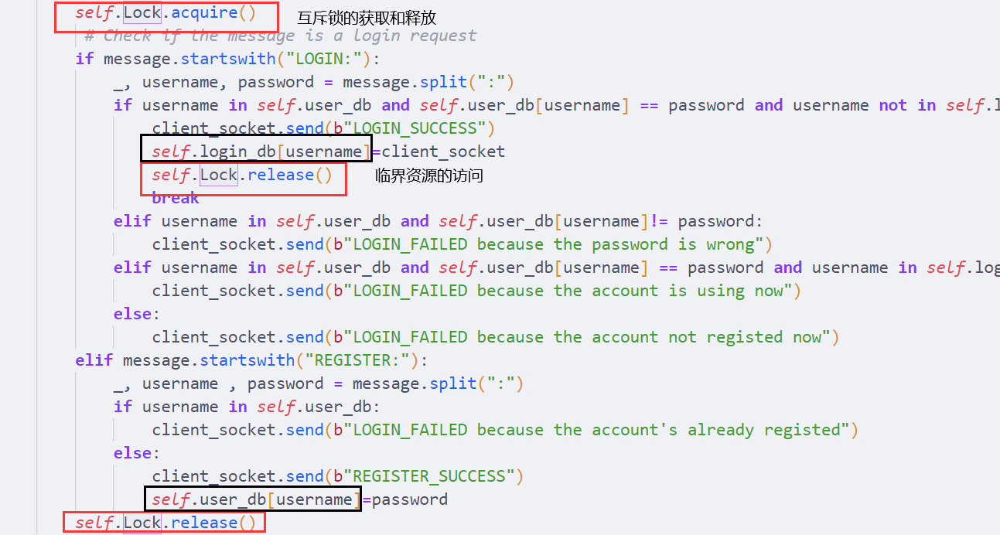 self.Lock.acquire() 互斥锁的获取和释放
# Check if the message is a login request
if message.startswith("LOGIN:"):
_, username, password = message.split(":")
if username in self.user_db and self.user_db[username] == password and username not in self.l
client_socket.send(b"LOGIN_SUCCESS")
self.login_db[username]=client_socket
self.Lock.release() 临界资源的访问
break
elif username in self.user_db and self.user_db[username]!= password:
client_socket.send(b"LOGIN_FAILED because the password is wrong")
elif username in self.user_db and self.user_db[username] == password and username in self.log
client_socket.send(b"LOGIN_FAILED because the account is using now")
else:
client_socket.send(b"LOGIN_FAILED because the account not registed now")
elif message.startswith("REGISTER:"):
_, username , password = message.split(":")
if username in self.user_db:
client_socket.send(b"LOGIN_FAILED because the account's already registed")
else:
client_socket.send(b"REGISTER_SUCCESS")
self.user_db[username]=password
self.Lock.release()